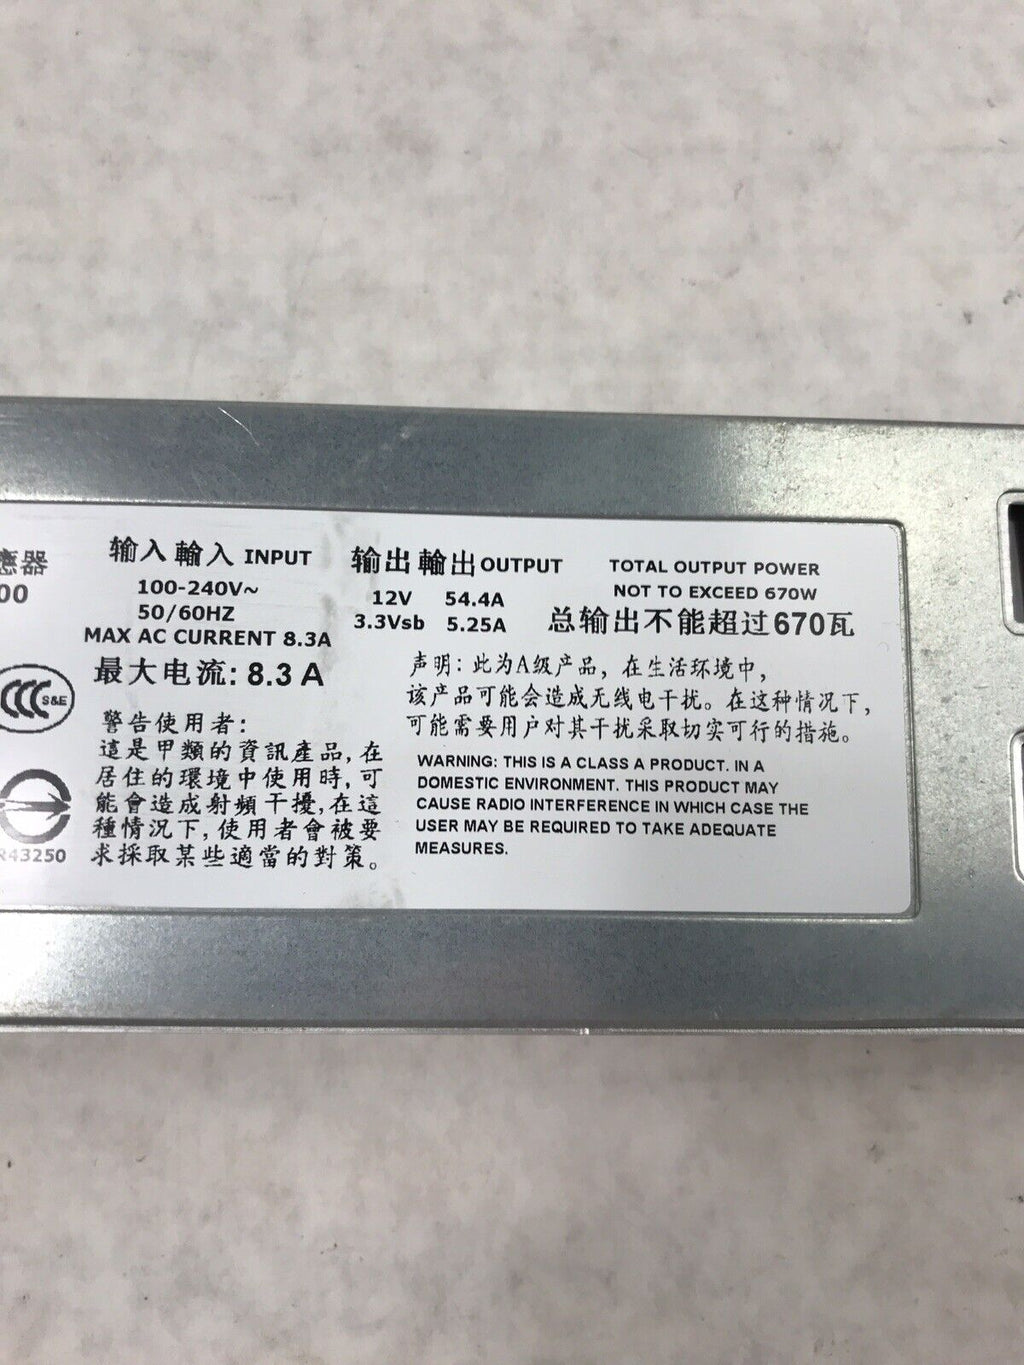 應器
00
输入 輸入 INPUT
100-240V~
50/60HZ
MAX AC CURRENT 8.3A
最大电流: 8.3 A
输出 輸出 OUTPUT
12V 54.4A
3.3Vsb 5.25A
TOTAL OUTPUT POWER
NOT TO EXCEED 670W
总输出不能超过670瓦
CCC S&E
R43250
警告使用者:
這是甲類的資訊產品,在
居住的環境中使用時,可
能會造成射頻干擾,在這
種情況下,使用者會被要
求採取某些適當的對策。
声明: 此为A级产品, 在生活环境中,
该产品可能会造成无线电干扰。在这种情况下,
可能需要用户对其干扰采取切实可行的措施。
WARNING: THIS IS A CLASS A PRODUCT. IN A
DOMESTIC ENVIRONMENT. THIS PRODUCT MAY
CAUSE RADIO INTERFERENCE IN WHICH CASE THE
USER MAY BE REQUIRED TO TAKE ADEQUATE
MEASURES.